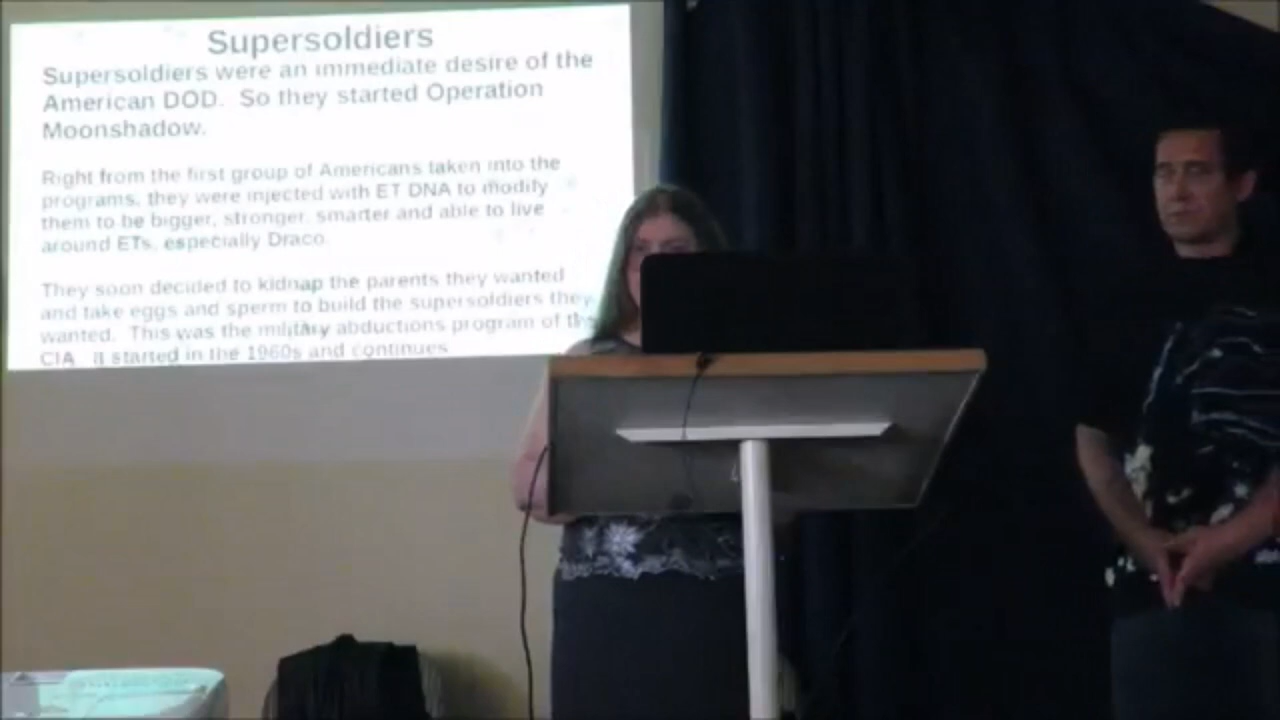 Supersoldiers
Supersoldiers were an immediate desire of the
American DOD. So they started Operation
Moonshadow.
Right from the first group of Americans taken into the
programs, they were injected with ET DNA to modify
them to be bigger, stronger, smarter and able to live
around ETs, especially Draco.
They soon decided to kidnap the parents they wanted
and take eggs and sperm to build the supersoldiers they
wanted. This was the military abductions program of the
CIA. It started in the 1960s and continues